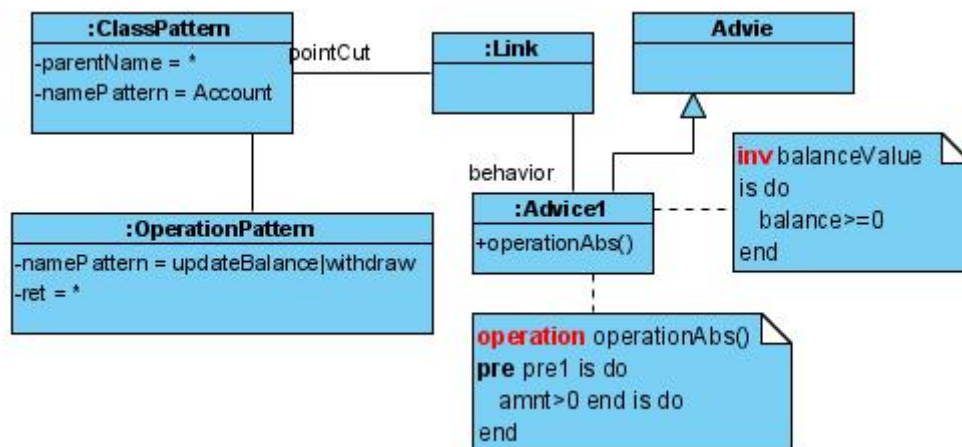 :ClassPattern
-parentName = *
-namePattern = Account
pointCut
:Link
Advie
:OperationPattern
-namePattern = updateBalance|withdraw
-ret = *
behavior
:Advice1
+operationAbs()
inv balanceValue
is do
balance>=0
end
operation operationAbs()
pre pre1 is do
amnt>0 end is do
end